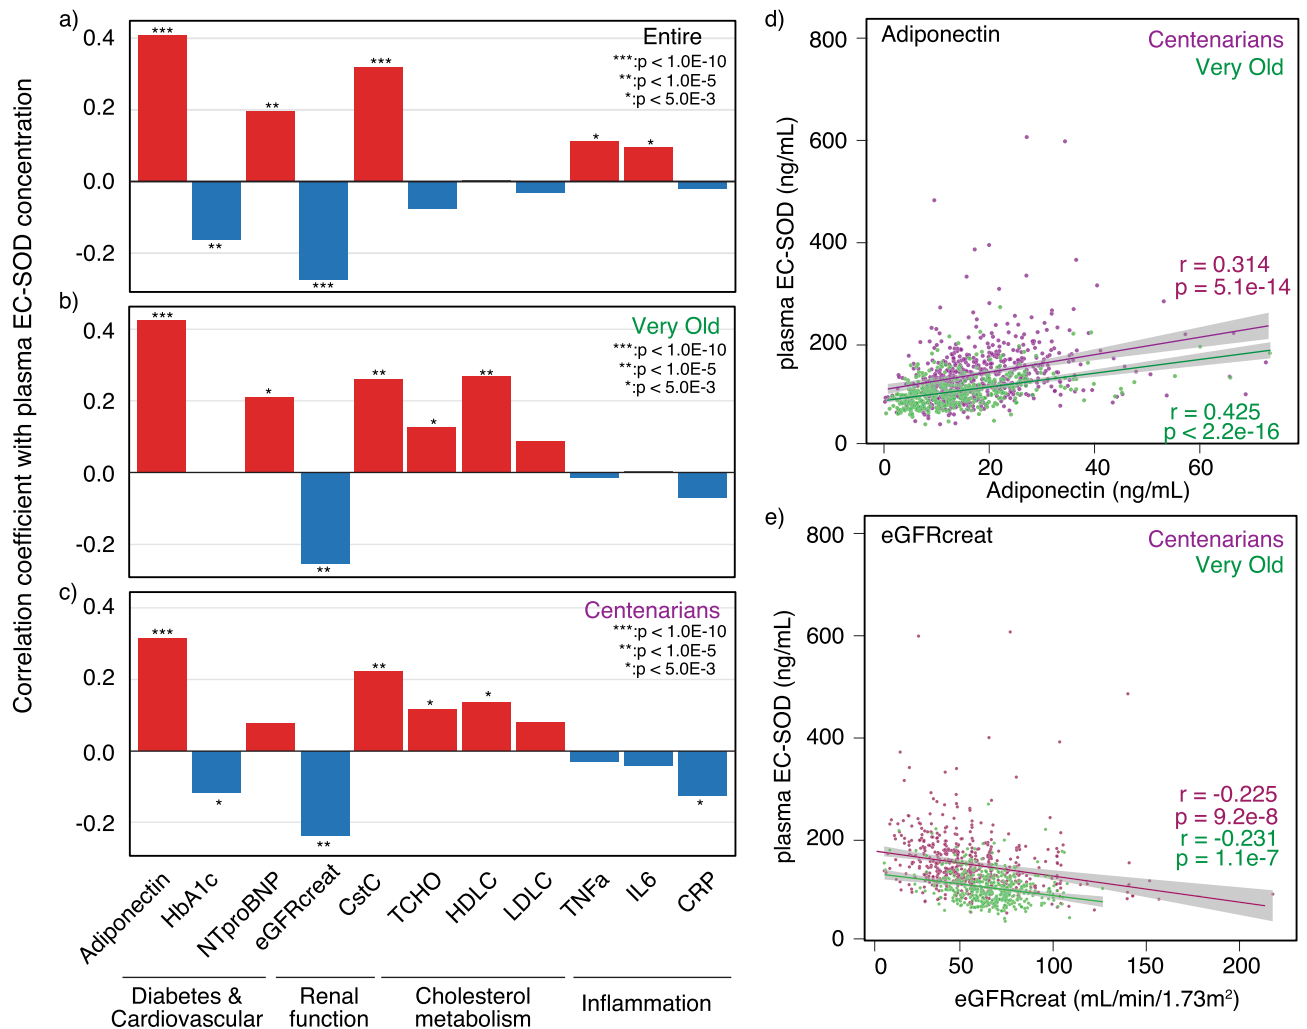 Correlation coefficient with plasma EC-SOD concentration
a)
Entire
***:p < 1.0E-10
**:p < 1.0E-5
*:p < 5.0E-3
0.4
0.2
0.0
-0.2
***
**
**
***
***
*
*
b)
Very Old
***:p < 1.0E-10
**:p < 1.0E-5
*:p < 5.0E-3
0.4
0.2
0.0
-0.2
***
*
**
**
*
**
c)
Centenarians
***:p < 1.0E-10
**:p < 1.0E-5
*:p < 5.0E-3
0.4
0.2
0.0
-0.2
***
*
**
**
*
*
*
Adiponectin
HbA1c
NTproBNP
eGFRcreat
CstC
TCHO
HDLC
LDLC
TNFa
IL6
CRP
Diabetes &
Cardiovascular
Renal
function
Cholesterol
metabolism
Inflammation
d)
Adiponectin
Centenarians
Very Old
plasma EC-SOD (ng/mL)
800
600
400
200
0
r = 0.314
p = 5.1e-14
r = 0.425
p < 2.2e-16
0
20
40
60
Adiponectin (ng/mL)
e)
eGFRcreat
Centenarians
Very Old
plasma EC-SOD (ng/mL)
800
600
400
200
0
r = -0.225
p = 9.2e-8
r = -0.231
p = 1.1e-7
0
50
100
150
200
eGFRcreat (mL/min/1.73m²)